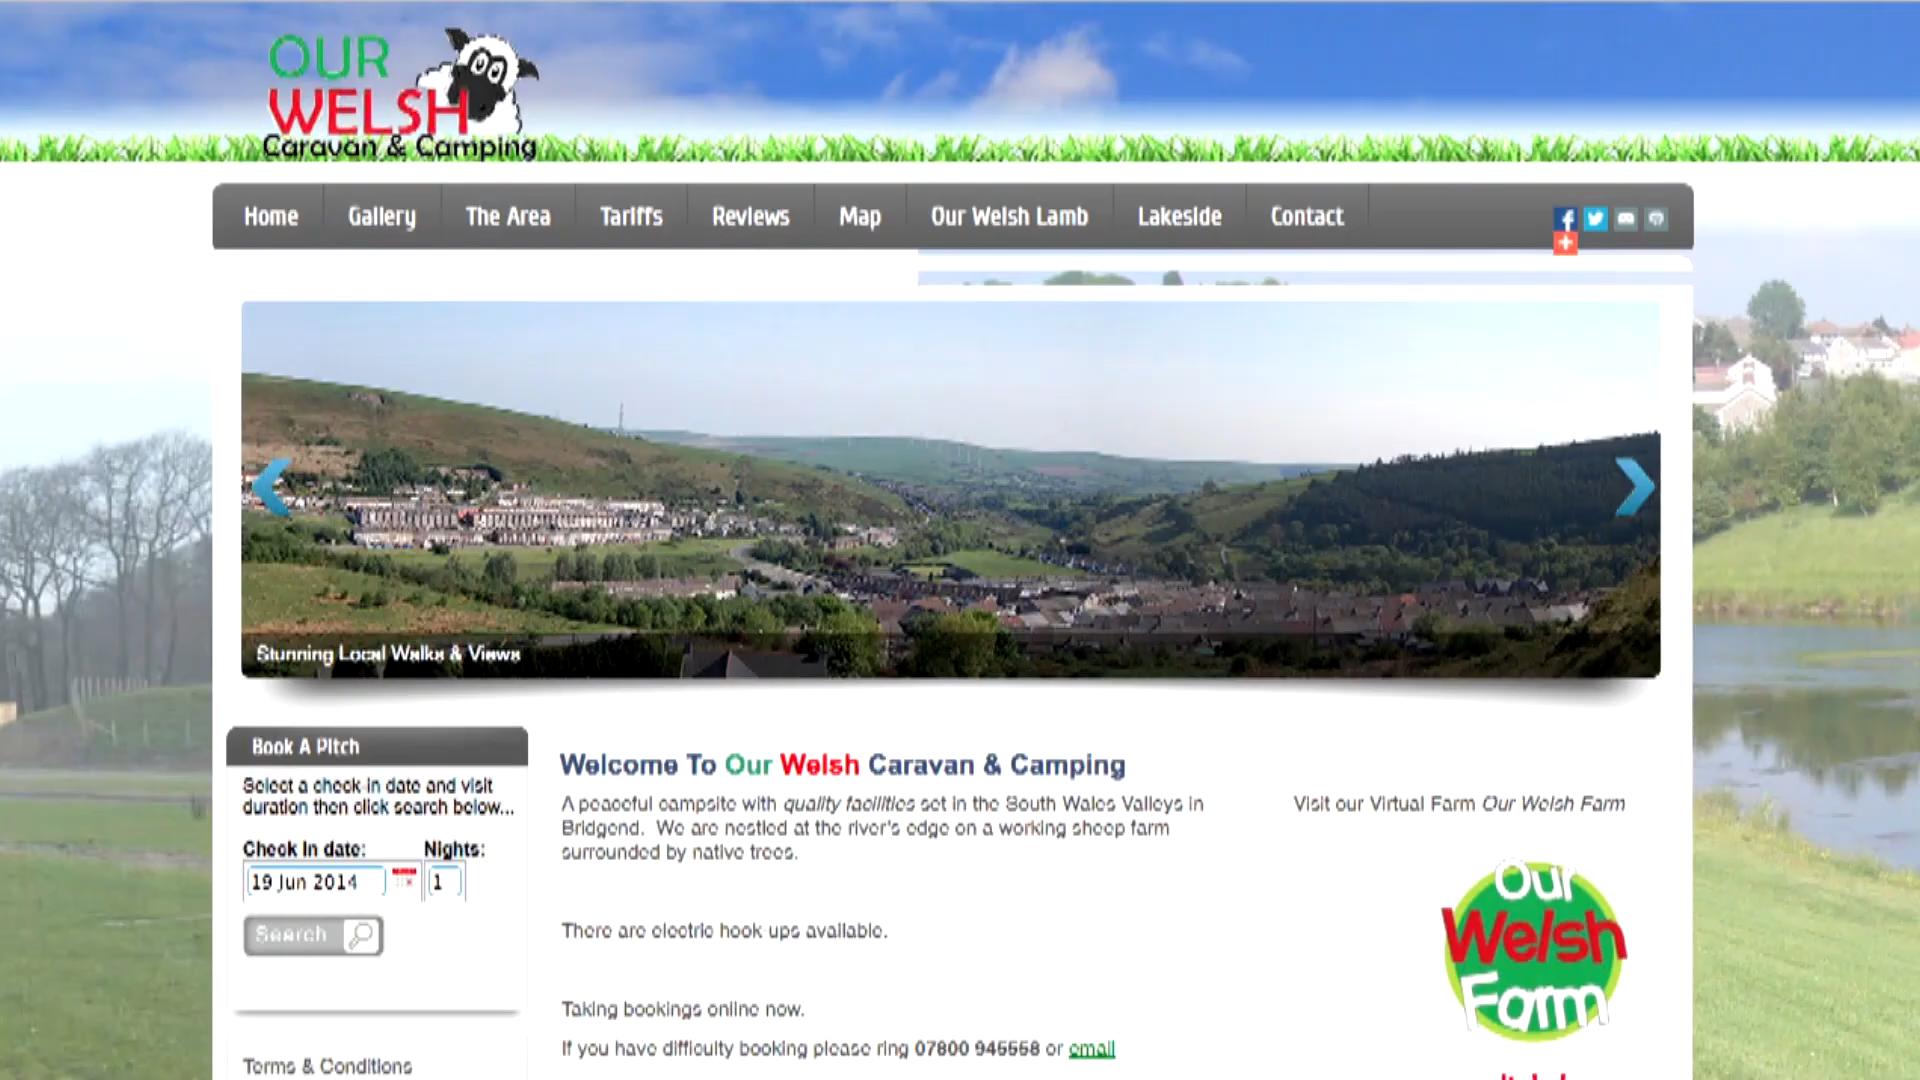 OUR
WELSH
Caravan & Camping
Home Gallery The Area Tariffs Reviews Map Our Welsh Lamb Lakeside Contact
Stunning Local Walks & Views
Book A Pitch
Select a check in date and visit
duration then click search below...
Check in date: Nights:
19 Jun 2014 1
Search
Terms & Conditions
Welcome To Our Welsh Caravan & Camping
A peaceful campsite with quality facilities set in the South Wales Valleys in
Bridgend. We are nestled at the river's edge on a working sheep farm
surrounded by native trees.
There are electric hook ups available.
Taking bookings online now.
If you have difficulty booking please ring 07800 945558 or email
Visit our Virtual Farm Our Welsh Farm
Our
Welsh
Farm